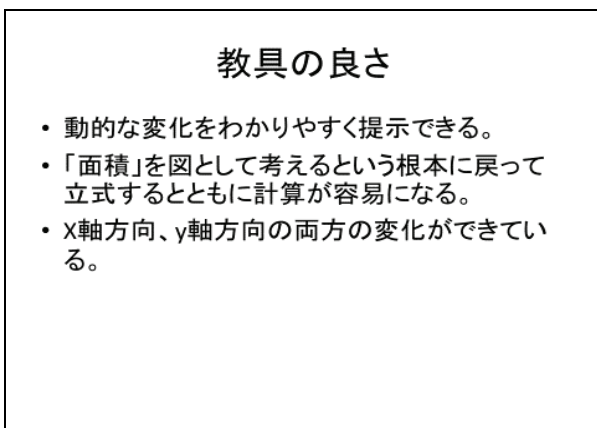 教具の良さ
• 動的な変化をわかりやすく提示できる。
• 「面積」を図として考えるという根本に戻って
立式するとともに計算が容易になる。
• X軸方向、y軸方向の両方の変化ができてい
る。